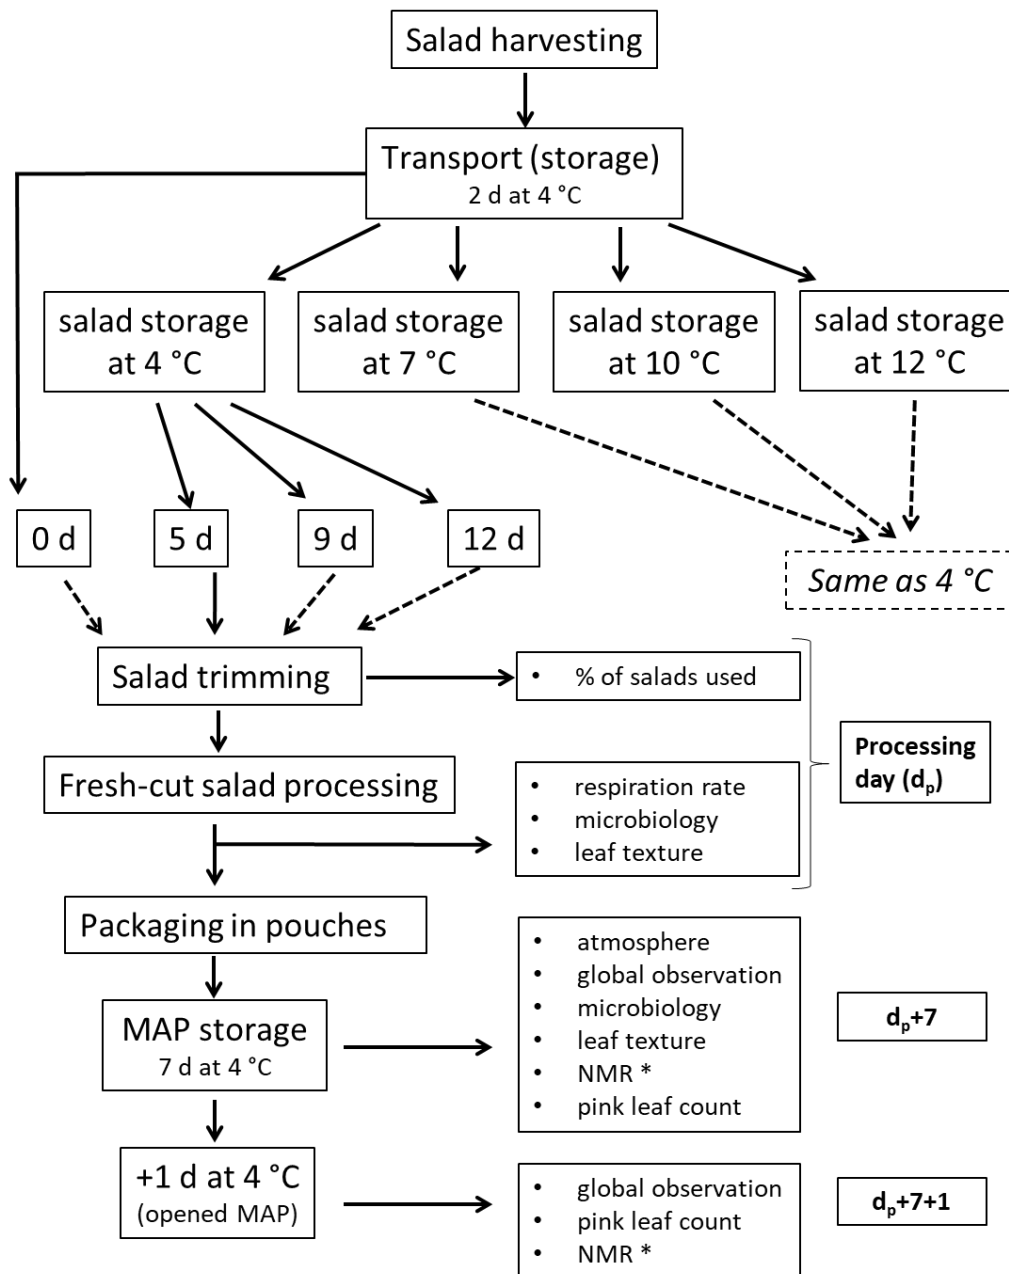 Salad harvesting
Transport (storage)
2 d at 4 °C
salad storage
at 4 °C
salad storage
at 7 °C
salad storage
at 10 °C
salad storage
at 12 °C
0 d
5 d
9 d
12 d
Same as 4 °C
Salad trimming
• % of salads used
Processing
day (dp)
Fresh-cut salad processing
• respiration rate
• microbiology
• leaf texture
Packaging in pouches
• atmosphere
• global observation
• microbiology
• leaf texture
• NMR *
• pink leaf count
dp+7
MAP storage
7 d at 4 °C
+1 d at 4 °C
(opened MAP)
• global observation
• pink leaf count
• NMR *
dp+7+1